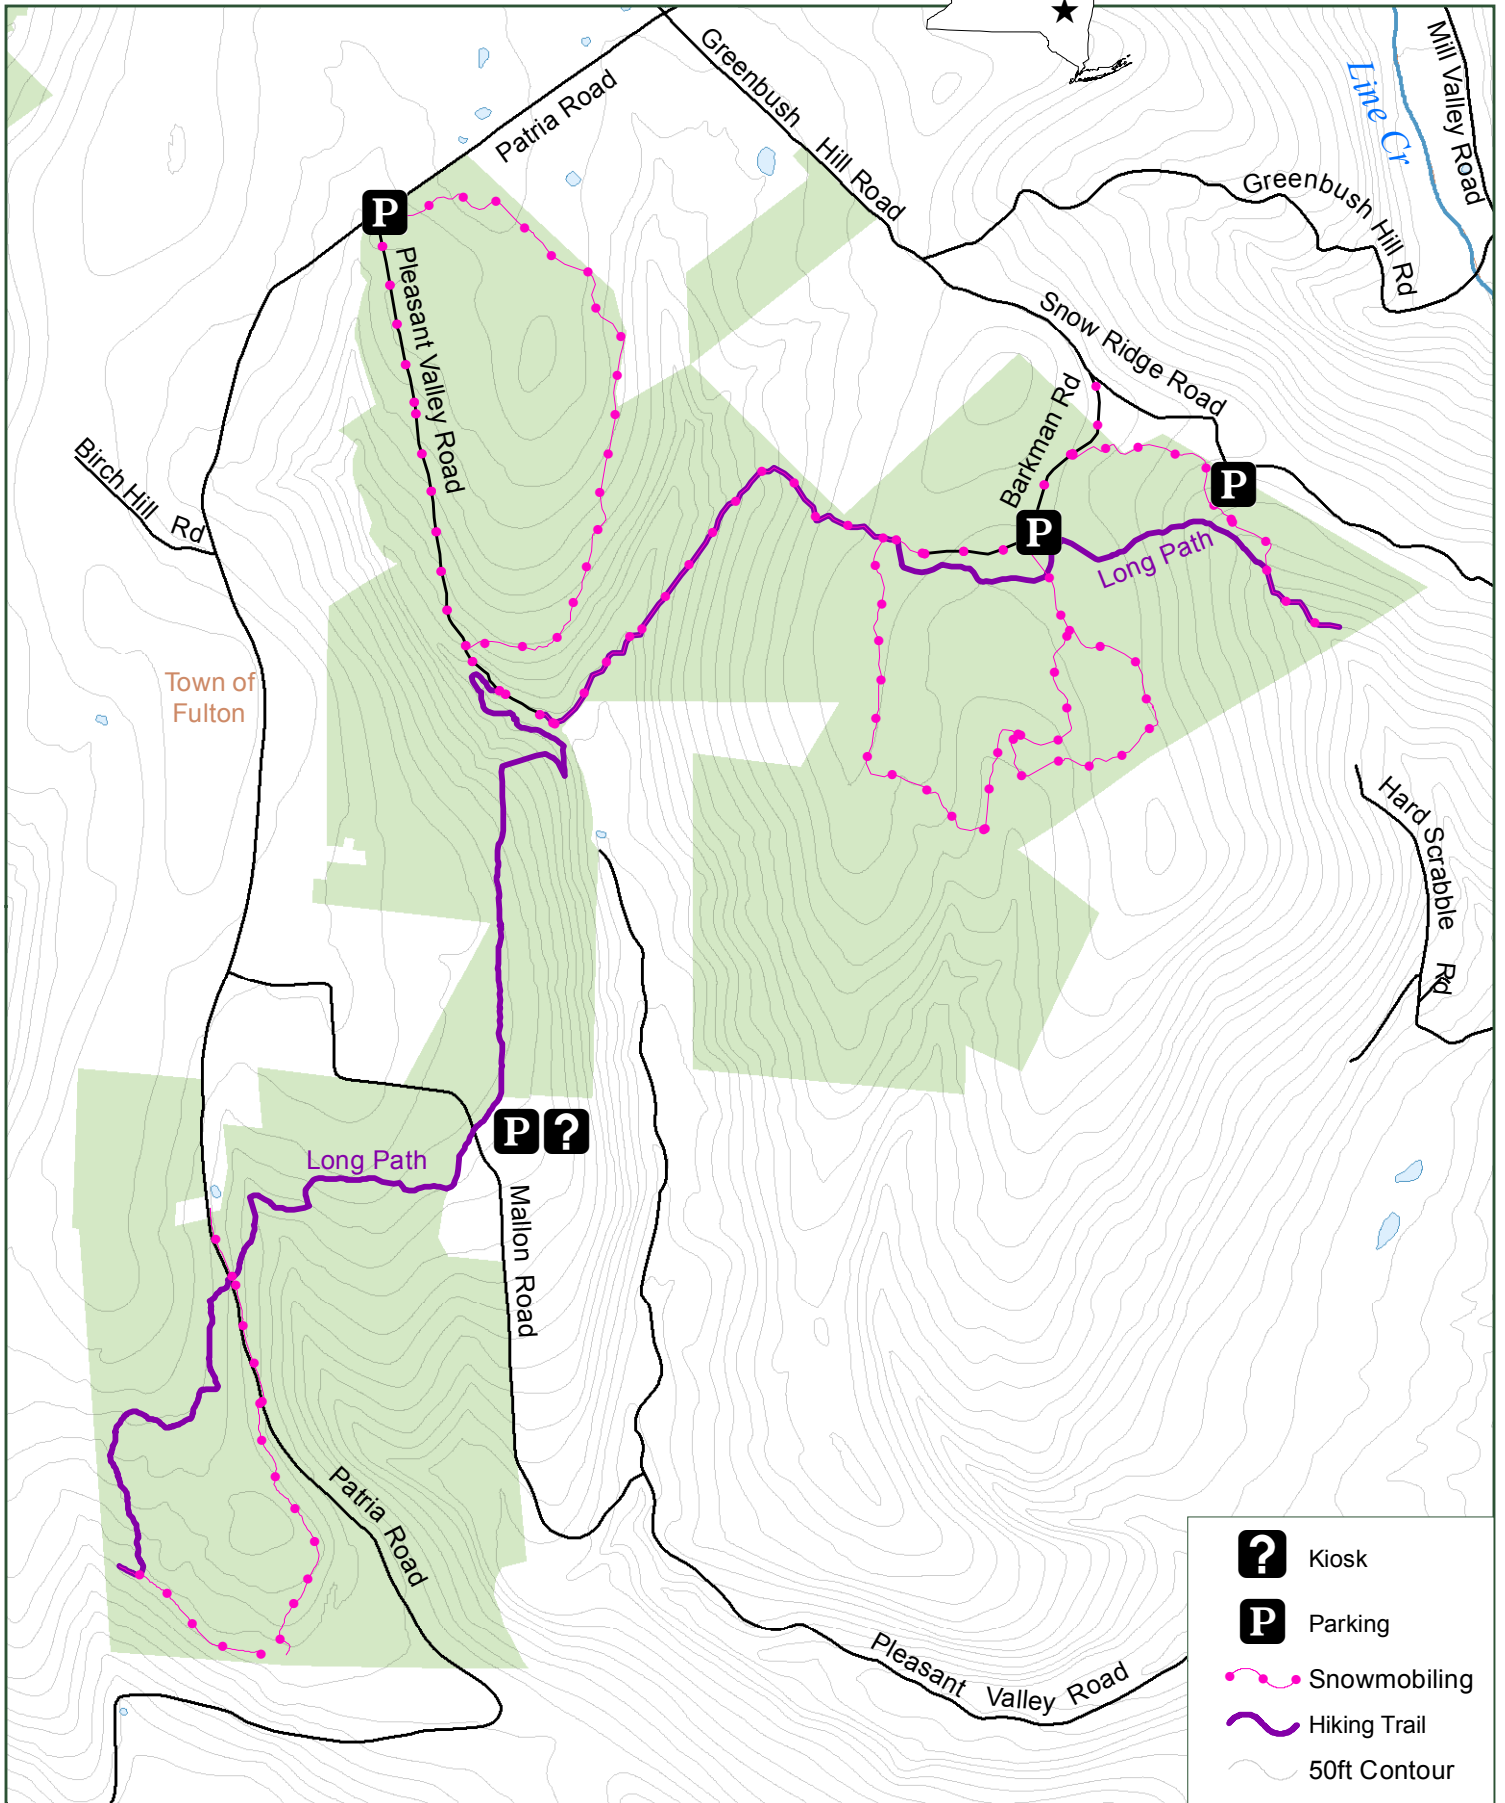 Patria Road
Greenbush Hill Road
Line Cr
Mill Valley Road
Greenbush Hill Rd
P
Pleasant Valley Road
Snow Ridge Road
Barkman Rd
Birch Hill Rd
P
P
Long Path
Town of
Fulton
Hard Scrabble Rd
P ?
Long Path
Mallon Road
Patria Road
Pleasant Valley Road
? Kiosk
P Parking
Snowmobiling
Hiking Trail
50ft Contour